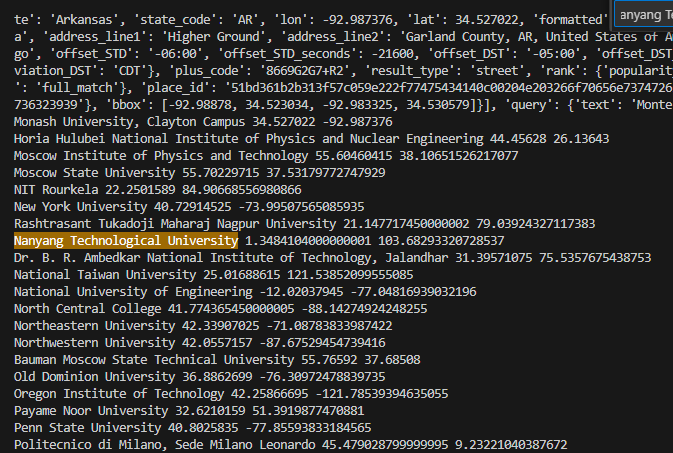 te': 'Arkansas', 'state_code': 'AR', 'lon': -92.987376, 'lat': 34.527022, 'formatted'
anyang Te
a', 'address_line1': 'Higher Ground', 'address_line2': 'Garland County, AR, United States of A
go', 'offset_STD': '-06:00', 'offset_STD_seconds': -21600, 'offset_DST': '-05:00', 'offset_DST_
viation_DST': 'CDT'}, 'plus_code': '8669G2G7+R2', 'result_type': 'street', 'rank': {'popularit
': 'full_match'}, 'place_id': '51bd361b2b313f57c059e222f77475434140c00204e203266f70656e7374726
736323939'}, 'bbox': [-92.98878, 34.523034, -92.983325, 34.530579]}], 'query': {'text': 'Monte
Monash University, Clayton Campus 34.527022 -92.987376
Horia Hulubei National Institute of Physics and Nuclear Engineering 44.45628 26.13643
Moscow Institute of Physics and Technology 55.60460415 38.10651526217077
Moscow State University 55.70229715 37.53179772747929
NIT Rourkela 22.2501589 84.90668556980866
New York University 40.72914525 -73.99507565085935
Rashtrasant Tukadoji Maharaj Nagpur University 21.147717450000002 79.03924327117383
Nanyang Technological University 1.3484104000000001 103.68293320728537
Dr. B. R. Ambedkar National Institute of Technology, Jalandhar 31.39571075 75.5357675438753
National Taiwan University 25.01688615 121.53852099555085
National University of Engineering -12.02037945 -77.04816939032196
North Central College 41.774365450000005 -88.14274924248255
Northeastern University 42.33907025 -71.08783833987422
Northwestern University 42.0557157 -87.67529454739416
Bauman Moscow State Technical University 55.76592 37.68508
Old Dominion University 36.8862699 -76.30972478839735
Oregon Institute of Technology 42.25866695 -121.78539394635055
Payame Noor University 32.6210159 51.3919877470881
Penn State University 40.8025835 -77.85593833184565
Politecnico di Milano, Sede Milano Leonardo 45.479028799999995 9.23221040387672